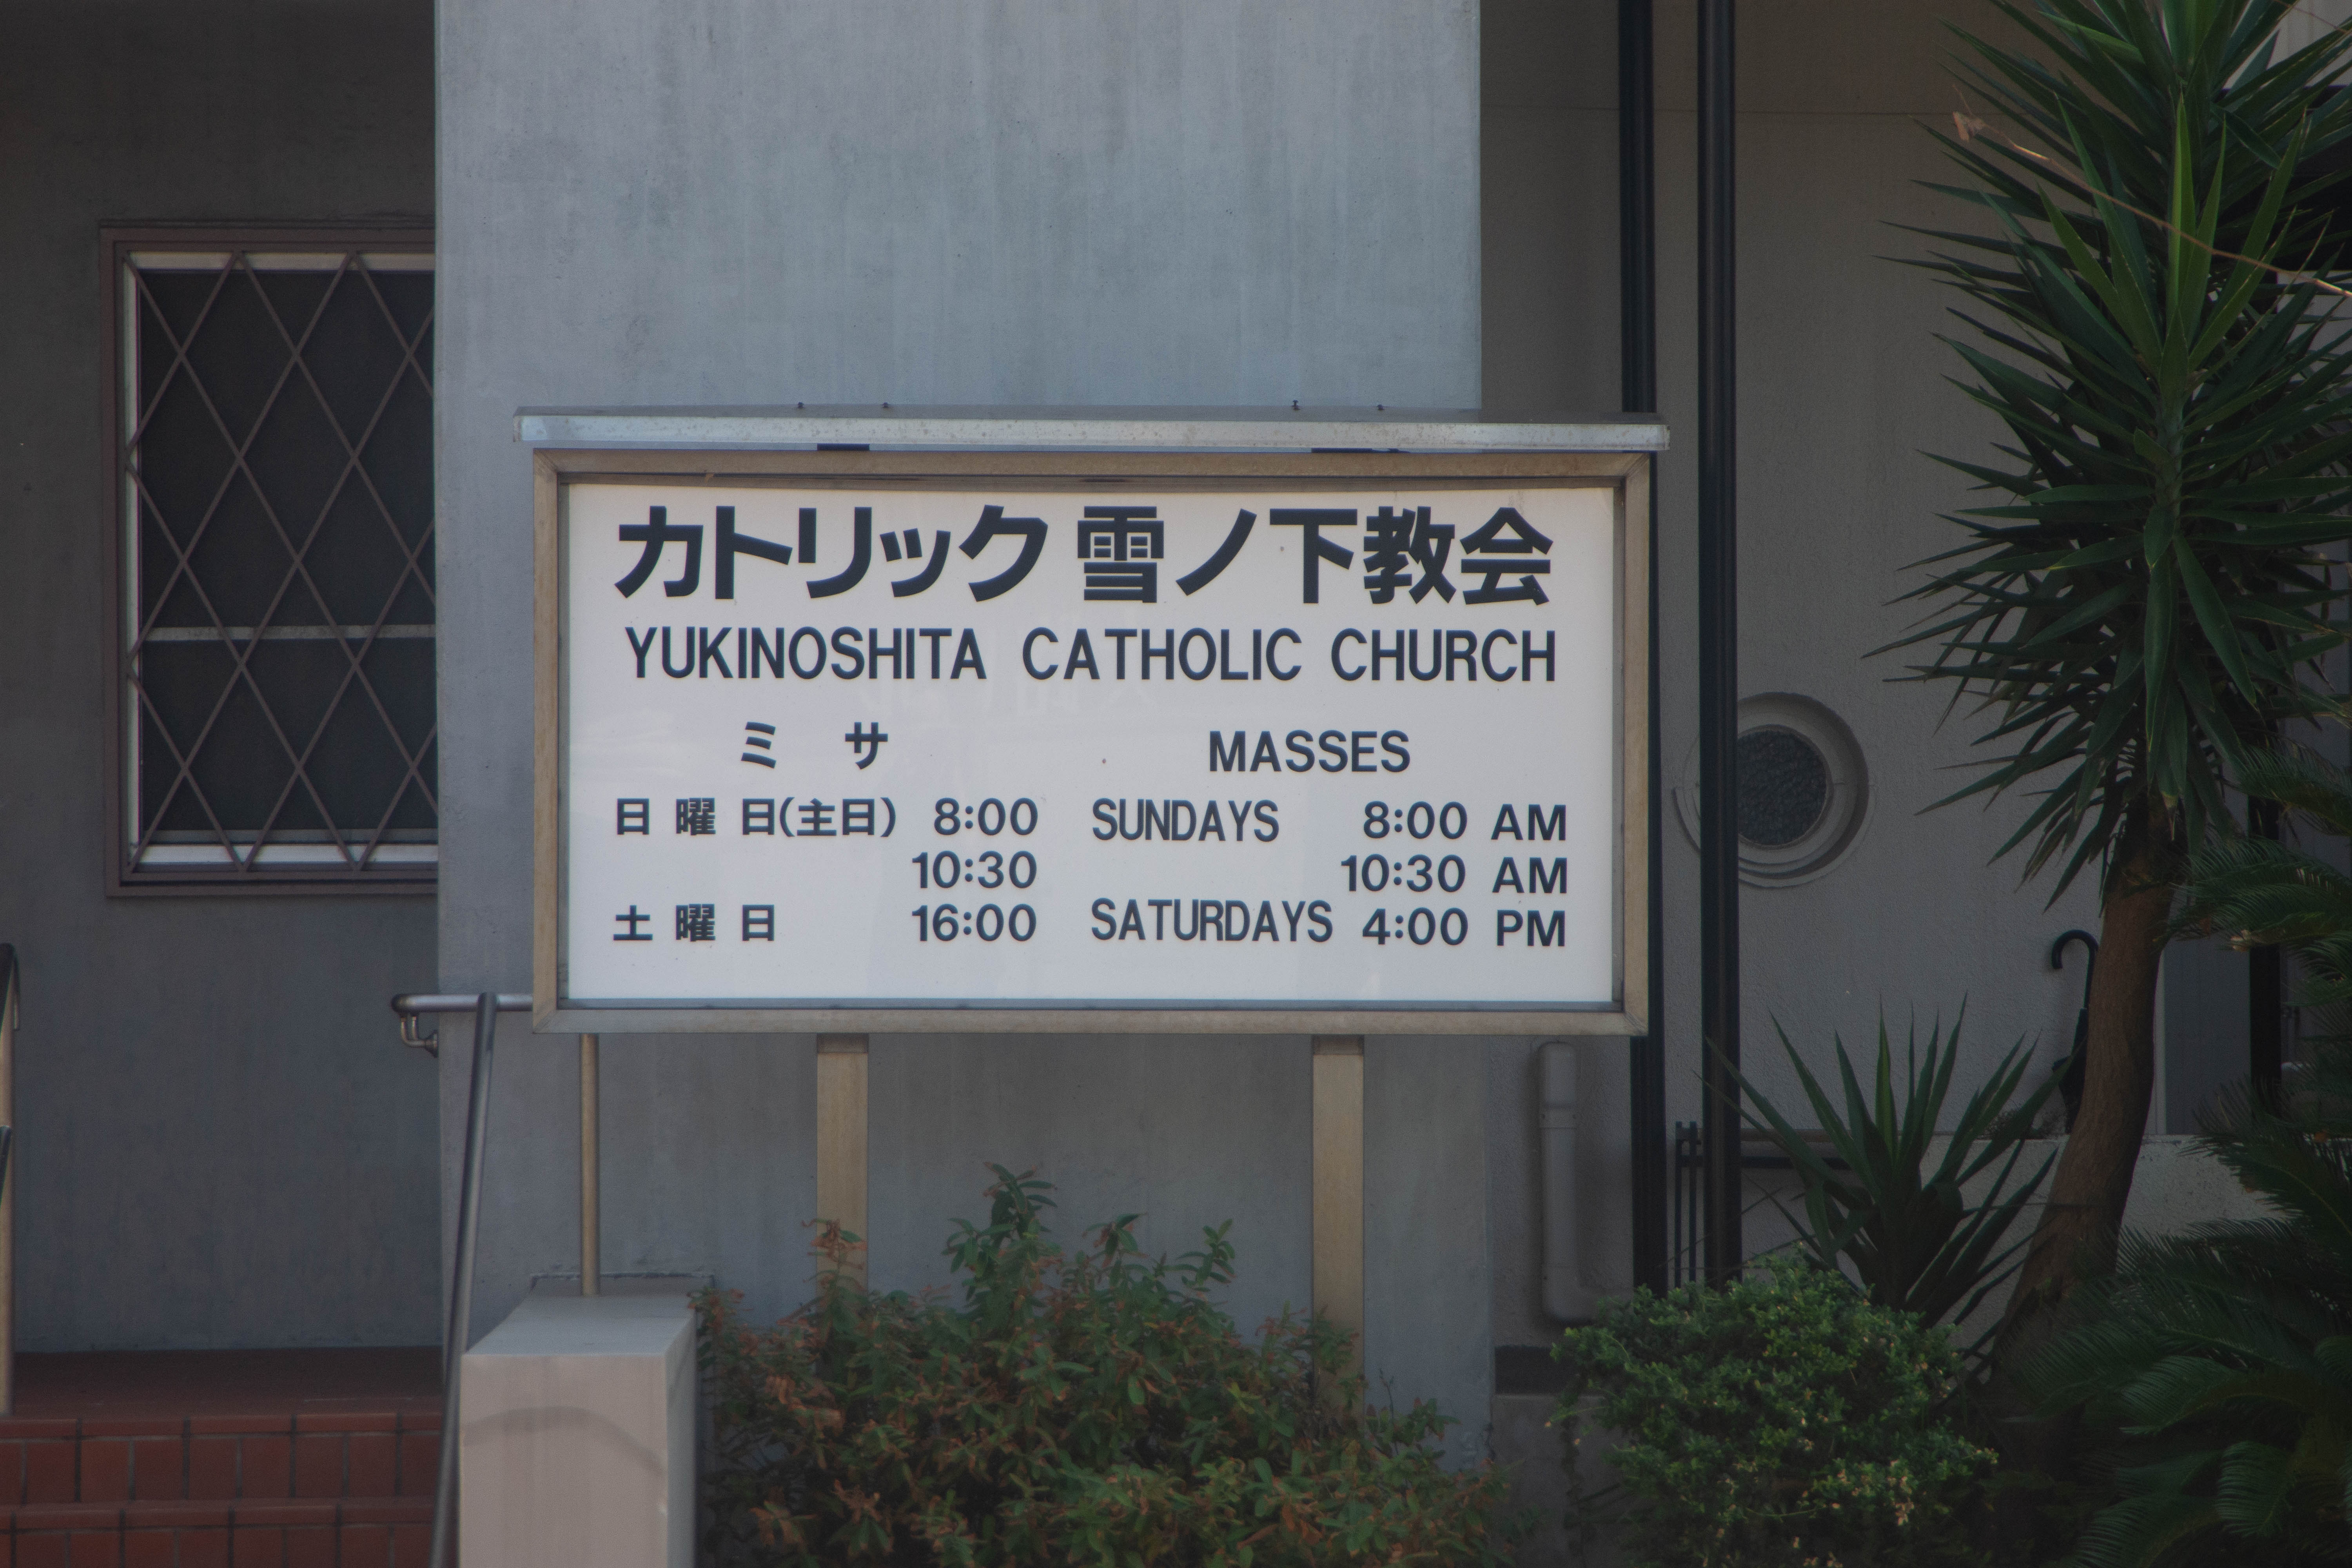 カトリック 雪ノ下教会
YUKINOSHITA CATHOLIC CHURCH
ミ サ MASSES
日 曜 日(主日) 8:00 SUNDAYS 8:00 AM
10:30 10:30 AM
土 曜 日 16:00 SATURDAYS 4:00 PM